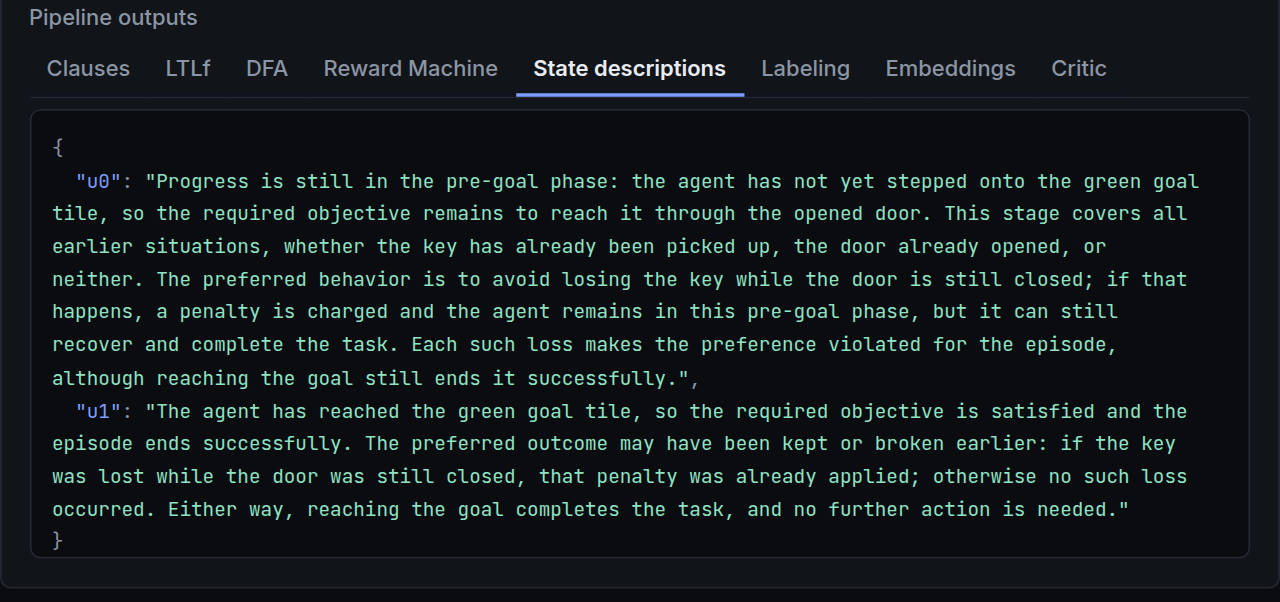 Pipeline outputs
Clauses LTLf DFA Reward Machine State descriptions Labeling Embeddings Critic
{
"u0": "Progress is still in the pre-goal phase: the agent has not yet stepped onto the green goal
tile, so the required objective remains to reach it through the opened door. This stage covers all
earlier situations, whether the key has already been picked up, the door already opened, or
neither. The preferred behavior is to avoid losing the key while the door is still closed; if that
happens, a penalty is charged and the agent remains in this pre-goal phase, but it can still
recover and complete the task. Each such loss makes the preference violated for the episode,
although reaching the goal still ends it successfully.",
"u1": "The agent has reached the green goal tile, so the required objective is satisfied and the
episode ends successfully. The preferred outcome may have been kept or broken earlier: if the key
was lost while the door was still closed, that penalty was already applied; otherwise no such loss
occurred. Either way, reaching the goal completes the task, and no further action is needed."
}